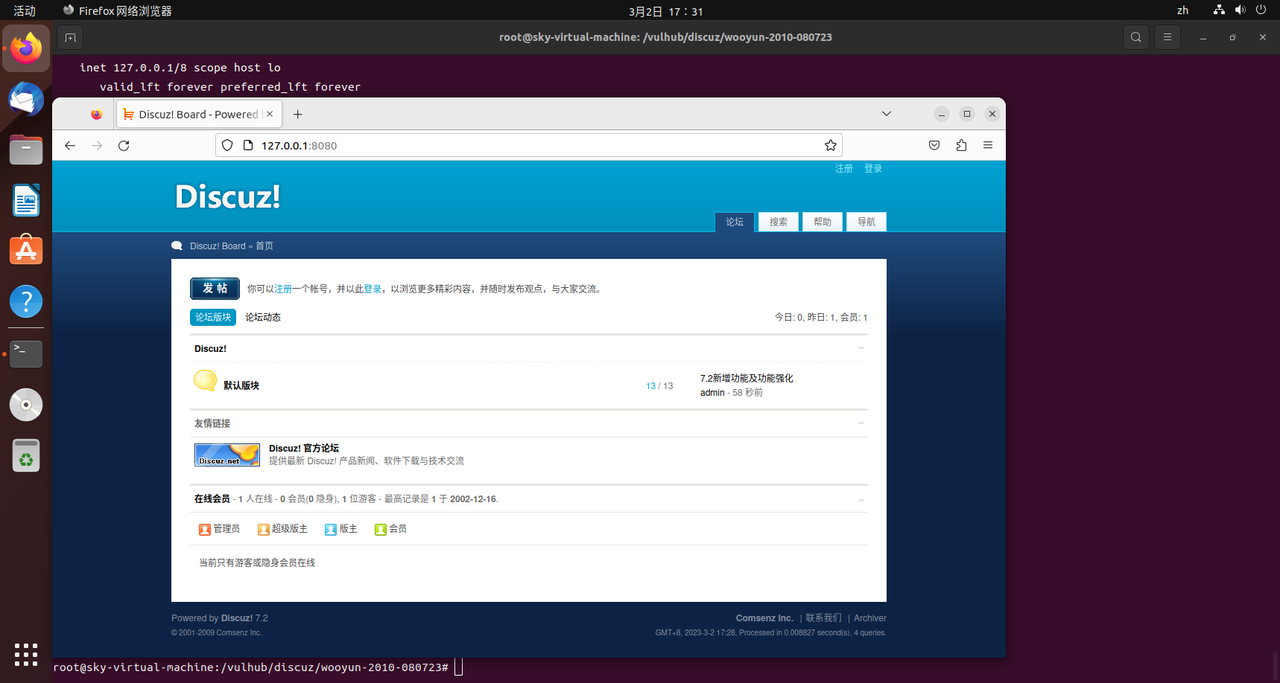 活动
Firefox 网络浏览器
3月2日 17：31
zh
root@sky-virtual-machine: /vulhub/discuz/wooyun-2010-080723
inet 127.0.0.1/8 scope host lo
valid_lft forever preferred_lft forever
Discuz! Board - Powered
127.0.0.1:8080
注册 登录
Discuz!
论坛 搜索 帮助 导航
Discuz! Board » 首页
发帖 你可以注册一个帐号，并以此登录，以浏览更多精彩内容，并随时发布观点，与大家交流。
论坛版块 论坛动态 今日: 0, 昨日: 1, 会员: 1
Discuz!
默认版块 13 / 13 7.2新增功能及功能强化
admin - 58 秒前
友情链接
Discuz.net
Discuz! 官方论坛
提供最新 Discuz! 产品新闻、软件下载与技术交流
在线会员 - 1 人在线 - 0 会员(0 隐身), 1 位游客 - 最高记录是 1 于 2002-12-16.
管理员 超级版主 版主 会员
当前只有游客或隐身会员在线
Powered by Discuz! 7.2 Comsenz Inc. | 联系我们 | Archiver
© 2001-2009 Comsenz Inc. GMT+8, 2023-3-2 17:28, Processed in 0.008827 second(s), 4 queries.
root@sky-virtual-machine:/vulhub/discuz/wooyun-2010-080723#